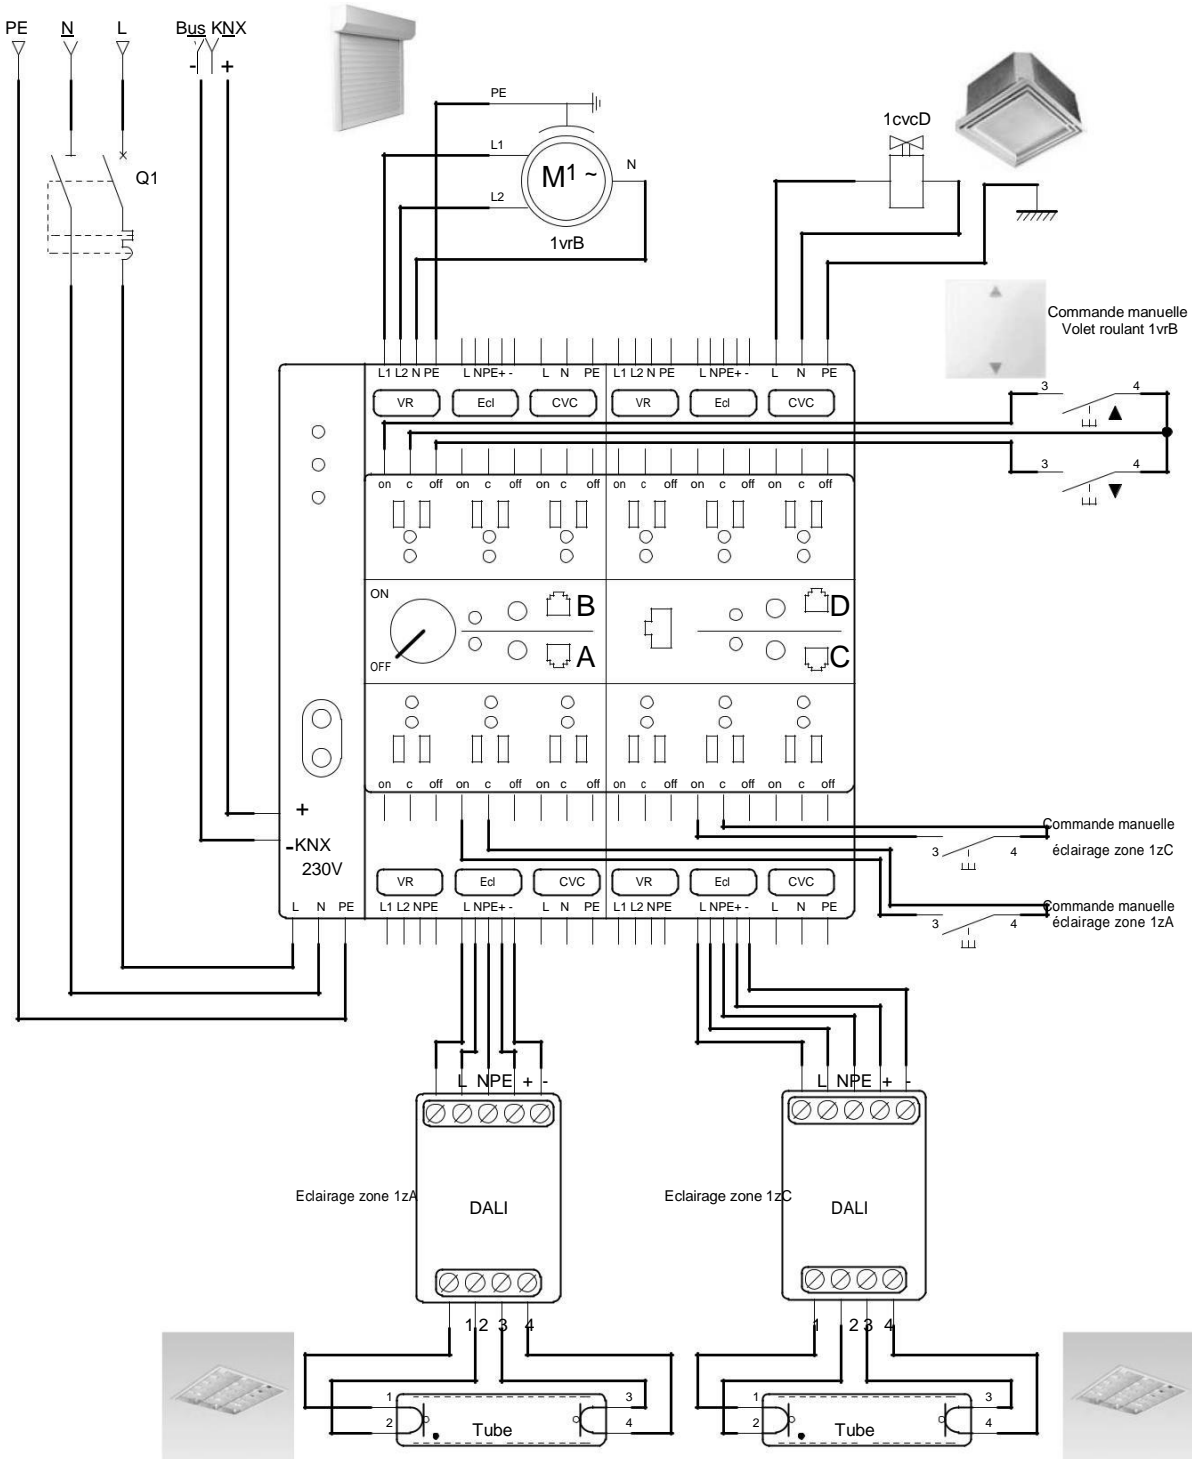 PE N L Bus KNX
- +
PE
1cvcD
L1
Q1
M1 ~
N
L2
1vrB
Commande manuelle
Volet roulant 1vrB
L1 L2 N PE L NPE+ - L N PE L1 L2 N PE L NPE+ - L N PE
VR Ecl CVC VR Ecl CVC
3 4
3 4
on c off on c off on c off on c off on c off on c off
ON
B D
OFF
A C
on c off on c off on c off on c off on c off on c off
+
-KNX
230V
Commande manuelle
éclairage zone 1zC
3 4
VR Ecl CVC VR Ecl CVC
L N PE L1 L2 NPE L NPE+ - L N PE L1 L2 NPE L NPE+ - L N PE
Commande manuelle
éclairage zone 1zA
3 4
L NPE + -
L NPE + -
Eclairage zone 1zA
DALI
Eclairage zone 1zC
DALI
1 2 3 4
1 2 3 4
1 3
2 Tube 4
1 3
2 Tube 4